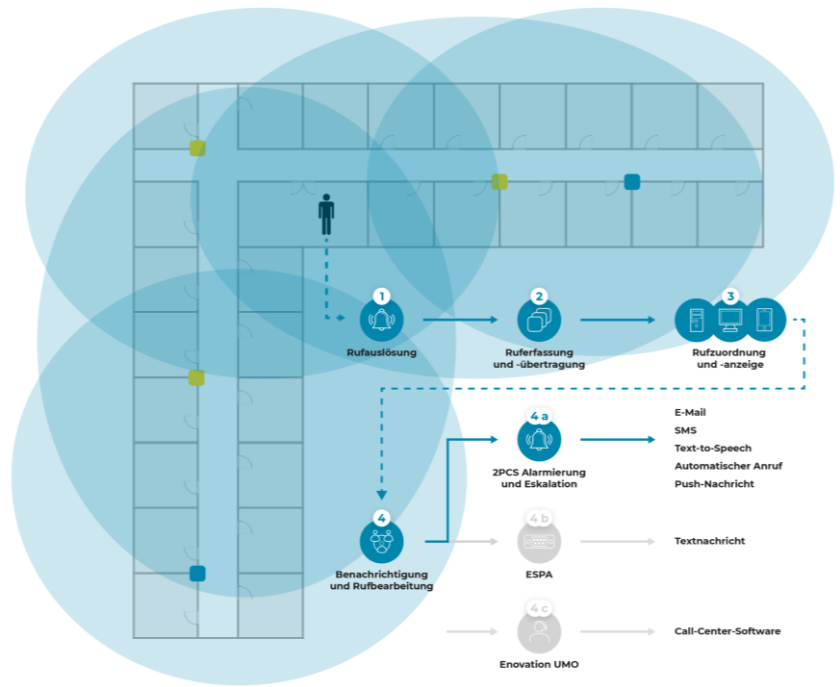 1
2
3
Rufauslösung
Ruferfassung
und -übertragung
Rufzuordnung
und -anzeige
4 a
2PCS Alarmierung
und Eskalation
E-Mail
SMS
Text-to-Speech
Automatischer Anruf
Push-Nachricht
4
Benachrichtigung
und Rufbearbeitung
4 b
ESPA
Textnachricht
4 c
Enovation UMO
Call-Center-Software